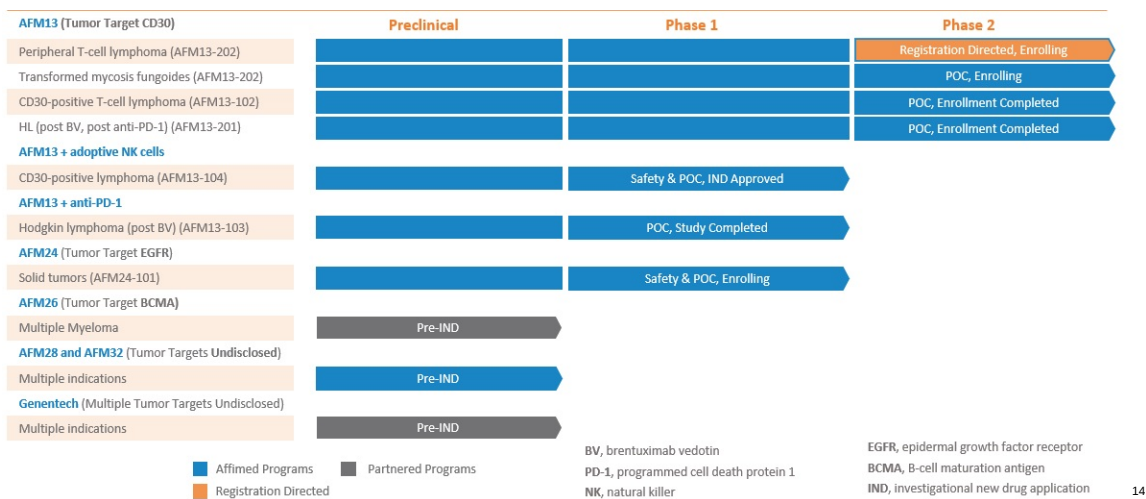 AFM13 (Tumor Target CD30) Preclinical Phase 1 Phase 2
Peripheral T-cell lymphoma (AFM13-202) Registration Directed, Enrolling
Transformed mycosis fungoides (AFM13-202) POC, Enrolling
CD30-positive T-cell lymphoma (AFM13-102) POC, Enrollment Completed
HL (post BV, post anti-PD-1) (AFM13-201) POC, Enrollment Completed
AFM13 + adoptive NK cells
CD30-positive lymphoma (AFM13-104) Safety & POC, IND Approved
AFM13 + anti-PD-1
Hodgkin lymphoma (post BV) (AFM13-103) POC, Study Completed
AFM24 (Tumor Target EGFR)
Solid tumors (AFM24-101) Safety & POC, Enrolling
AFM26 (Tumor Target BCMA)
Multiple Myeloma Pre-IND
AFM28 and AFM32 (Tumor Targets Undisclosed)
Multiple indications Pre-IND
Genentech (Multiple Tumor Targets Undisclosed)
Multiple indications Pre-IND
Affimed Programs Partnered Programs
Registration Directed
BV, brentuximab vedotin
PD-1, programmed cell death protein 1
NK, natural killer
EGFR, epidermal growth factor receptor
BCMA, B-cell maturation antigen
IND, investigational new drug application
14